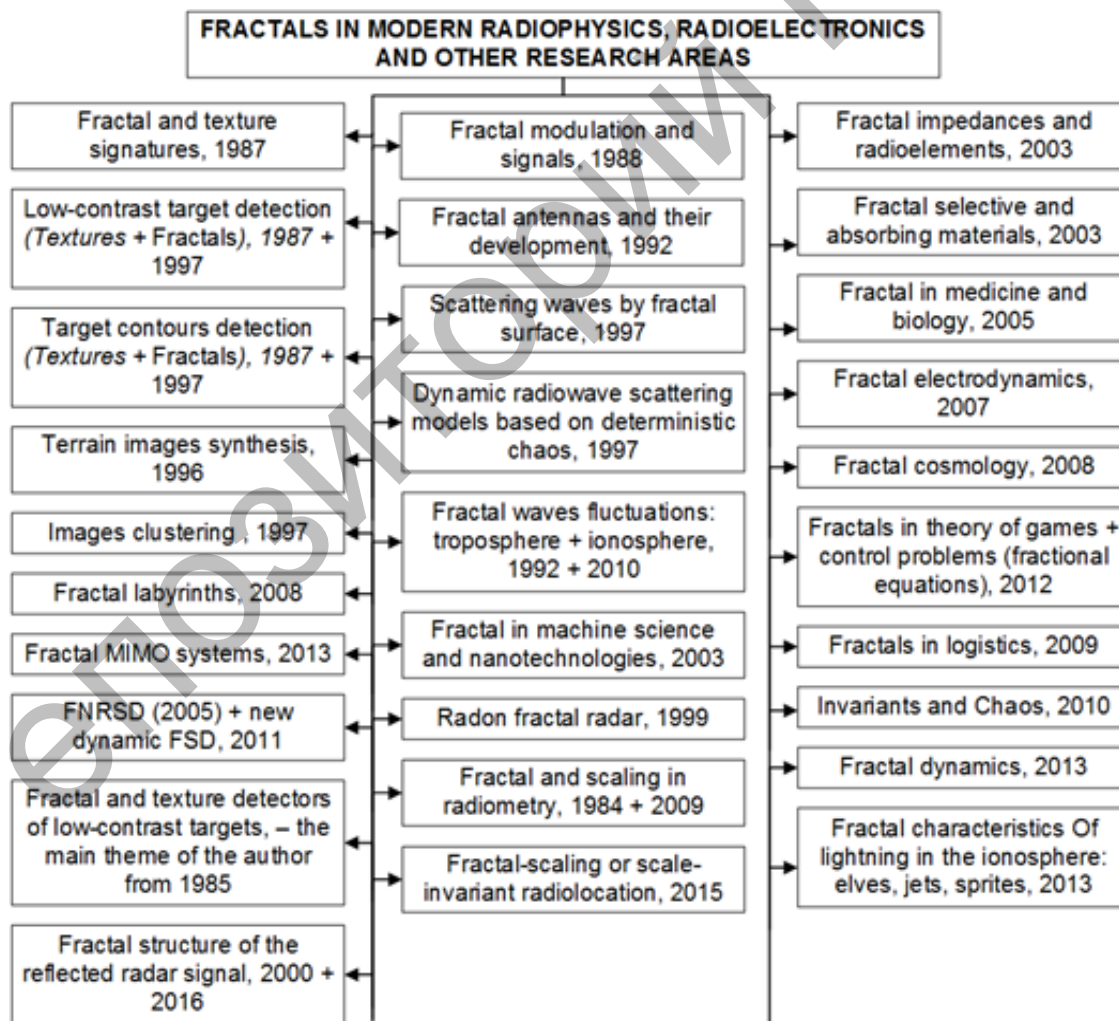 FRACTALS IN MODERN RADIOPHYSICS, RADIOELECTRONICS
AND OTHER RESEARCH AREAS
Fractal and texture
signatures, 1987
Low-contrast target detection
(Textures + Fractals), 1987 +
1997
Target contours detection
(Textures + Fractals), 1987 +
1997
Terrain images synthesis,
1996
Images clustering , 1997
Fractal labyrinths, 2008
Fractal MIMO systems, 2013
FNRSD (2005) + new
dynamic FSD, 2011
Fractal and texture detectors
of low-contrast targets, – the
main theme of the author
from 1985
Fractal structure of the
reflected radar signal, 2000 +
2016
Fractal modulation and
signals, 1988
Fractal antennas and their
development, 1992
Scattering waves by fractal
surface, 1997
Dynamic radiowave scattering
models based on deterministic
chaos, 1997
Fractal waves fluctuations:
troposphere + ionosphere,
1992 + 2010
Fractal in machine science
and nanotechnologies, 2003
Radon fractal radar, 1999
Fractal and scaling in
radiometry, 1984 + 2009
Fractal-scaling or scale-
invariant radiolocation, 2015
Fractal impedances and
radioelements, 2003
Fractal selective and
absorbing materials, 2003
Fractal in medicine and
biology, 2005
Fractal electrodynamics,
2007
Fractal cosmology, 2008
Fractals in theory of games +
control problems (fractional
equations), 2012
Fractals in logistics, 2009
Invariants and Chaos, 2010
Fractal dynamics, 2013
Fractal characteristics Of
lightning in the ionosphere:
elves, jets, sprites, 2013
епозиторий